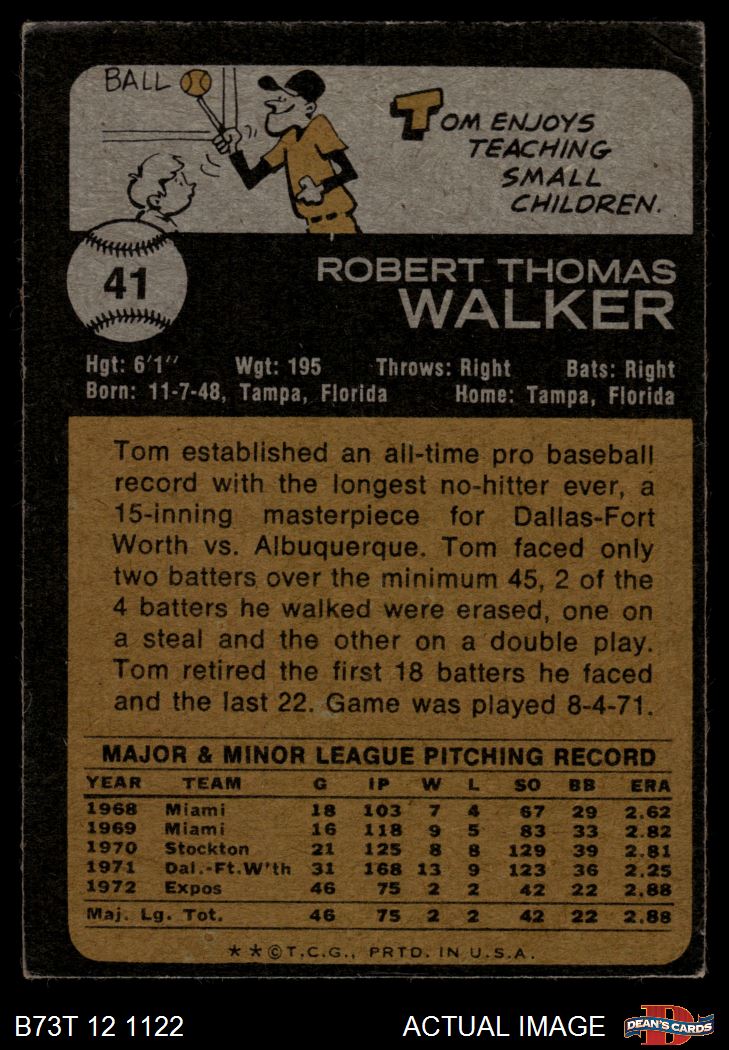 BALL
TOM ENJOYS
TEACHING
SMALL
CHILDREN.
41
ROBERT THOMAS
WALKER
Hgt: 6'1" Wgt: 195 Throws: Right Bats: Right
Born: 11-7-48, Tampa, Florida Home: Tampa, Florida
Tom established an all-time pro baseball
record with the longest no-hitter ever, a
15-inning masterpiece for Dallas-Fort
Worth vs. Albuquerque. Tom faced only
two batters over the minimum 45, 2 of the
4 batters he walked were erased, one on
a steal and the other on a double play.
Tom retired the first 18 batters he faced
and the last 22. Game was played 8-4-71.
MAJOR & MINOR LEAGUE PITCHING RECORD
YEAR TEAM G IP W L SO BB ERA
1968 Miami 18 103 7 4 67 29 2.62
1969 Miami 16 118 9 5 83 33 2.82
1970 Stockton 21 125 8 8 129 39 2.81
1971 Dal.-Ft.W'th 31 168 13 9 123 36 2.25
1972 Expos 46 75 2 2 42 22 2.88
Maj. Lg. Tot. 46 75 2 2 42 22 2.88
★★©T.C.G., PRTD. IN U.S.A.
B73T 12 1122 ACTUAL IMAGE D DEAN'S CARDS